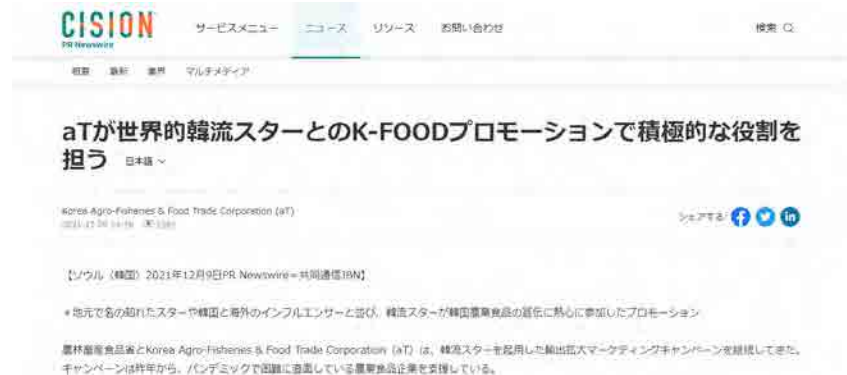 CISION
PR Newswire
サービスメニュー ニュース リソース お問い合わせ 検索
概要 最新 業界 マルチメディア
aTが世界的韓流スターとのK-FOODプロモーションで積極的な役割を
担う 日本語
Korea Agro-Fisheries & Food Trade Corporation (aT)
シェアする
【ソウル（韓国）2021年12月9日PR Newswire＝共同通信JBN】
*地元で名の知れたスターや韓国と海外のインフルエンサーと並び、韓流スターが韓国農業食品の宣伝に熱心に参加したプロモーション
農林畜産食品省とKorea Agro-Fisheries & Food Trade Corporation（aT）は、韓流スターを起用した輸出拡大マーケティングキャンペーンを継続してきた。
キャンペーンは昨年から、パンデミックで困難に直面している農業食品企業を支援している。